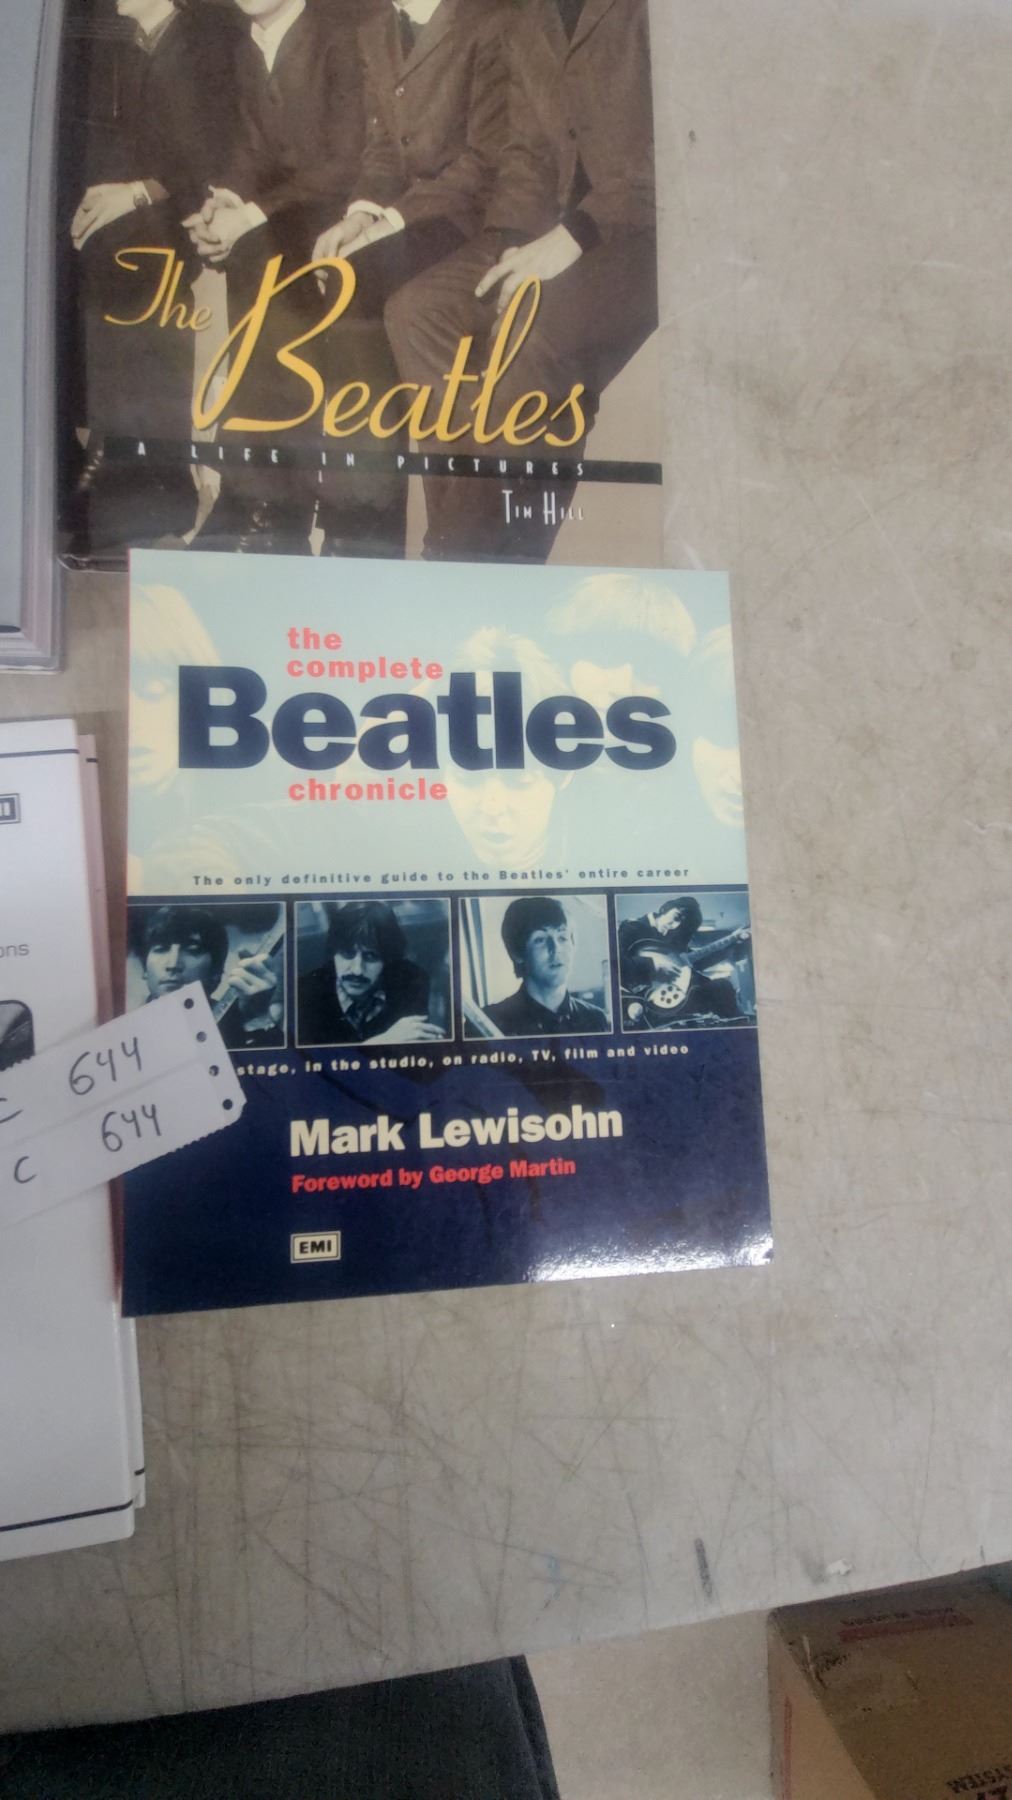 The Beatles
A LIFE IN PICTURES
TIM HILL
the
complete
Beatles
chronicle
The only definitive guide to the Beatles' entire career
stage, in the studio, on radio, TV, film and video
Mark Lewisohn
Foreword by George Martin
EMI
ons
C 644
C 644